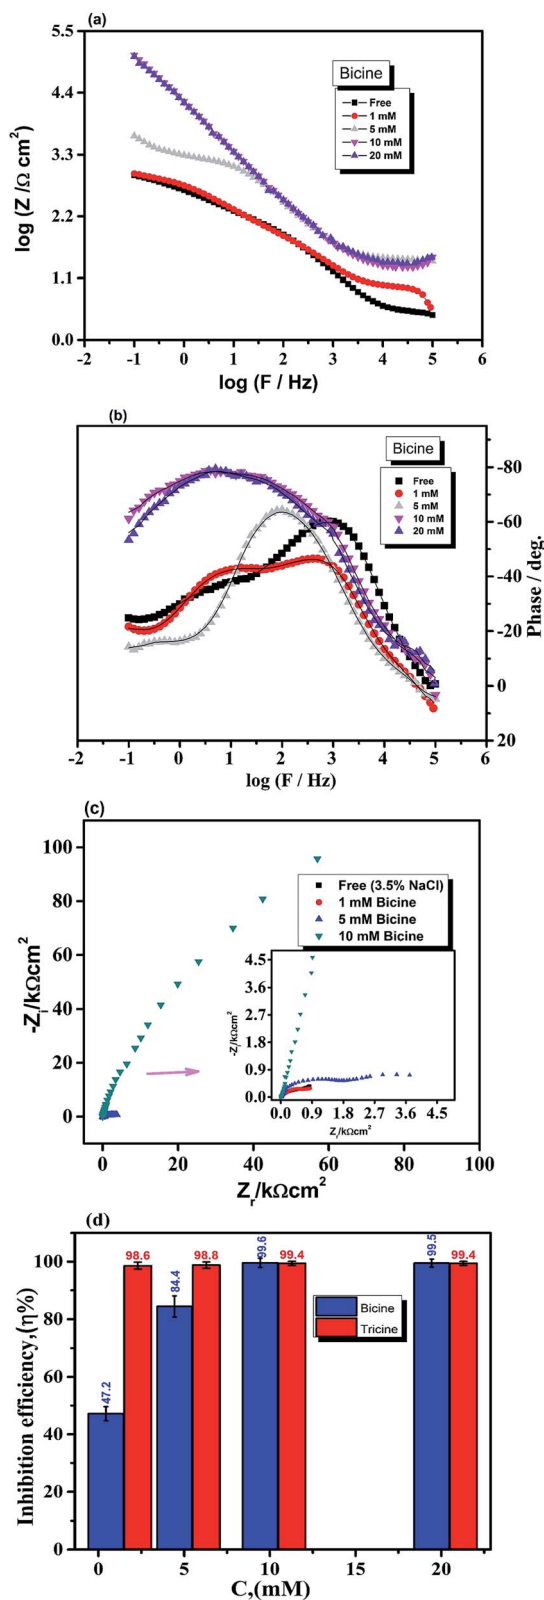 (a)
5.5
4.4
3.3
2.2
1.1
0.0
log (Z /Ω cm²)
Bicine
Free
1 mM
5 mM
10 mM
20 mM
-2 -1 0 1 2 3 4 5 6
log (F / Hz)
(b)
Bicine
Free
1 mM
5 mM
10 mM
20 mM
-80
-60
-40
-20
0
20
Phase / deg.
-2 -1 0 1 2 3 4 5 6
log (F / Hz)
(c)
100
80
60
40
20
0
-Zi/kΩcm²
Free (3.5% NaCl)
1 mM Bicine
5 mM Bicine
10 mM Bicine
4.5
3.6
2.7
1.8
0.9
0.0
-Zi/kΩcm²
0.0 0.9 1.8 2.7 3.6 4.5
Zr/kΩcm²
0 20 40 60 80 100
Zr/kΩcm²
(d)
100
80
60
40
20
0
Inhibition efficiency,(η%)
47.2
98.6
84.4
98.8
99.6
99.4
99.5
99.4
Bicine
Tricine
0 5 10 15 20
C,(mM)